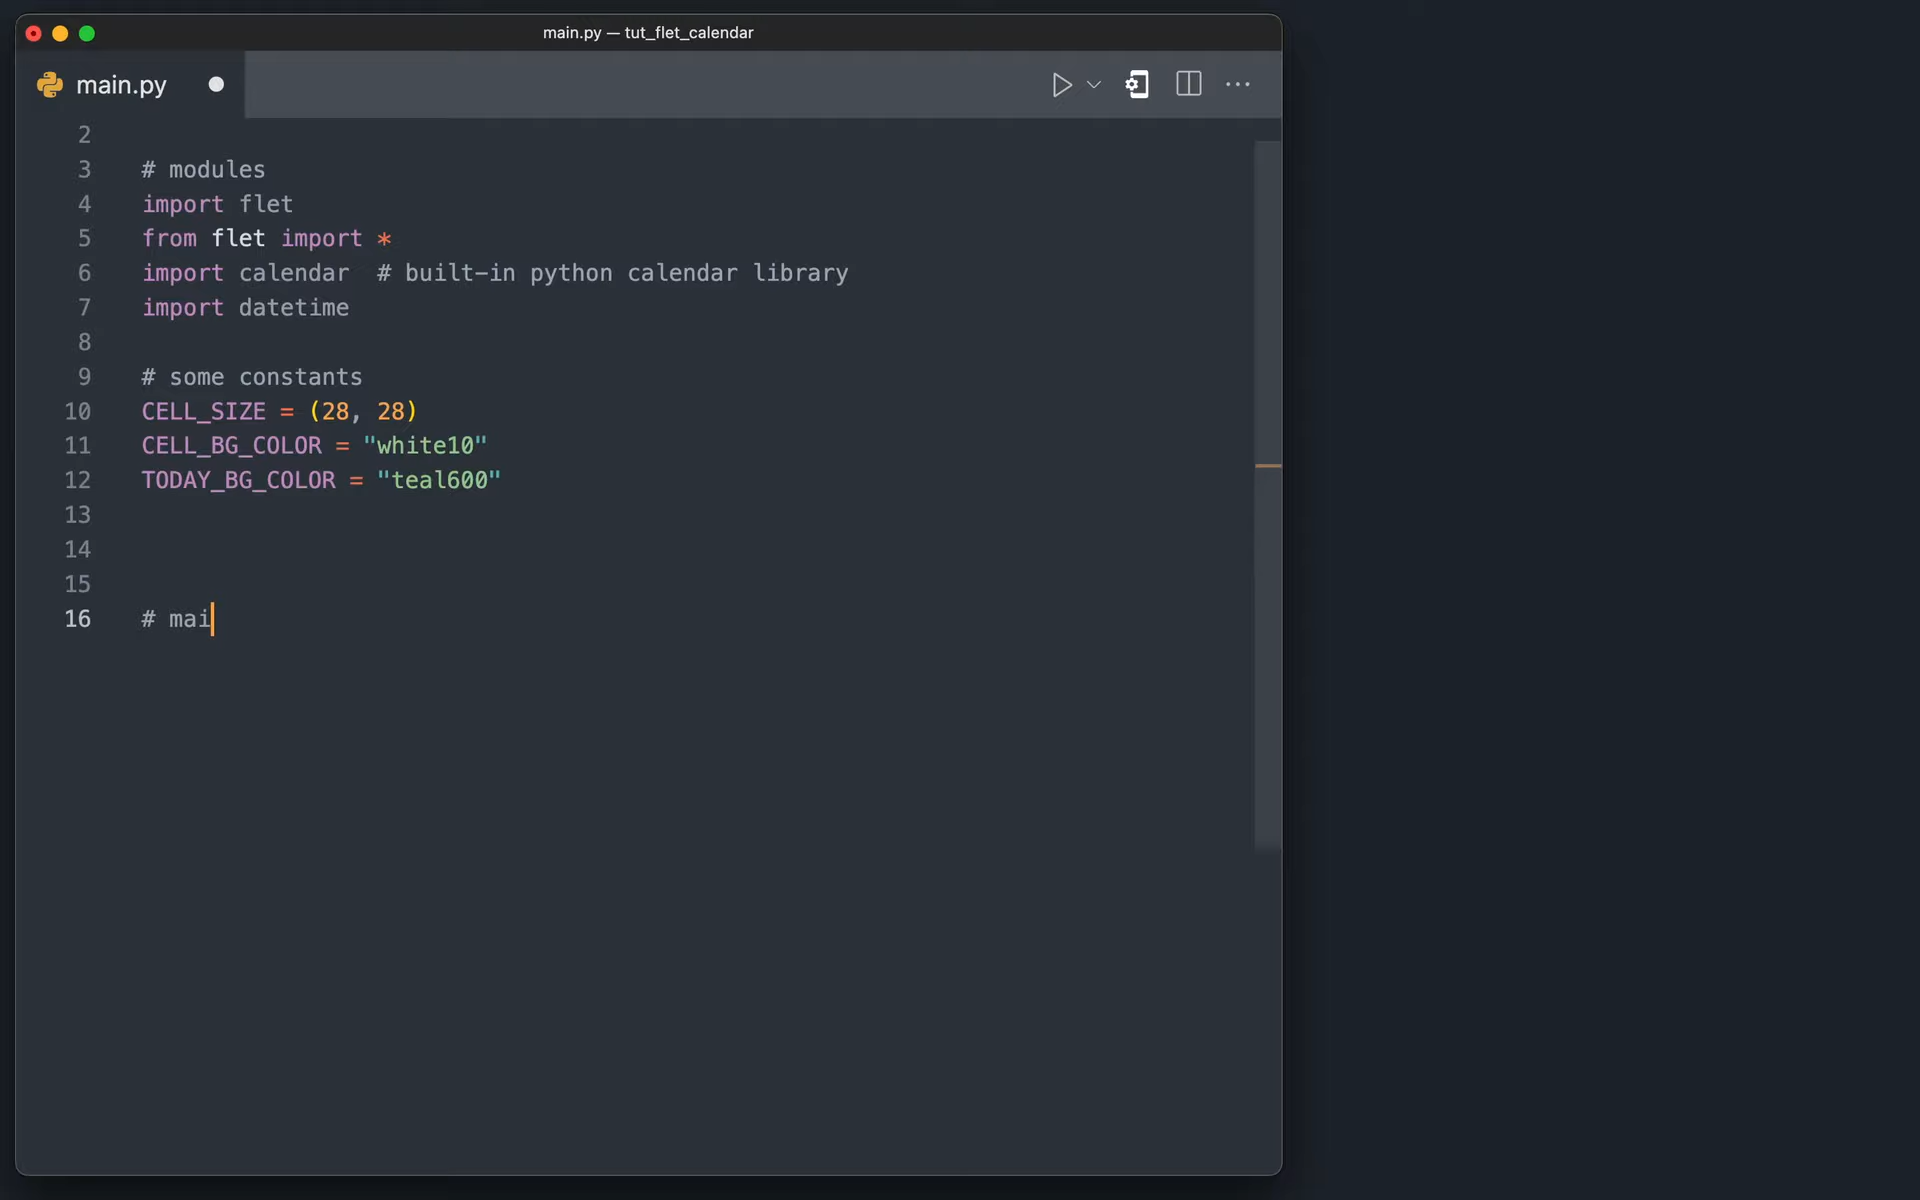 main.py — tut_flet_calendar
main.py
2
3 # modules
4 import flet
5 from flet import *
6 import calendar  # built-in python calendar library
7 import datetime
8
9 # some constants
10 CELL_SIZE = (28, 28)
11 CELL_BG_COLOR = "white10"
12 TODAY_BG_COLOR = "teal600"
13
14
15
16 # mai